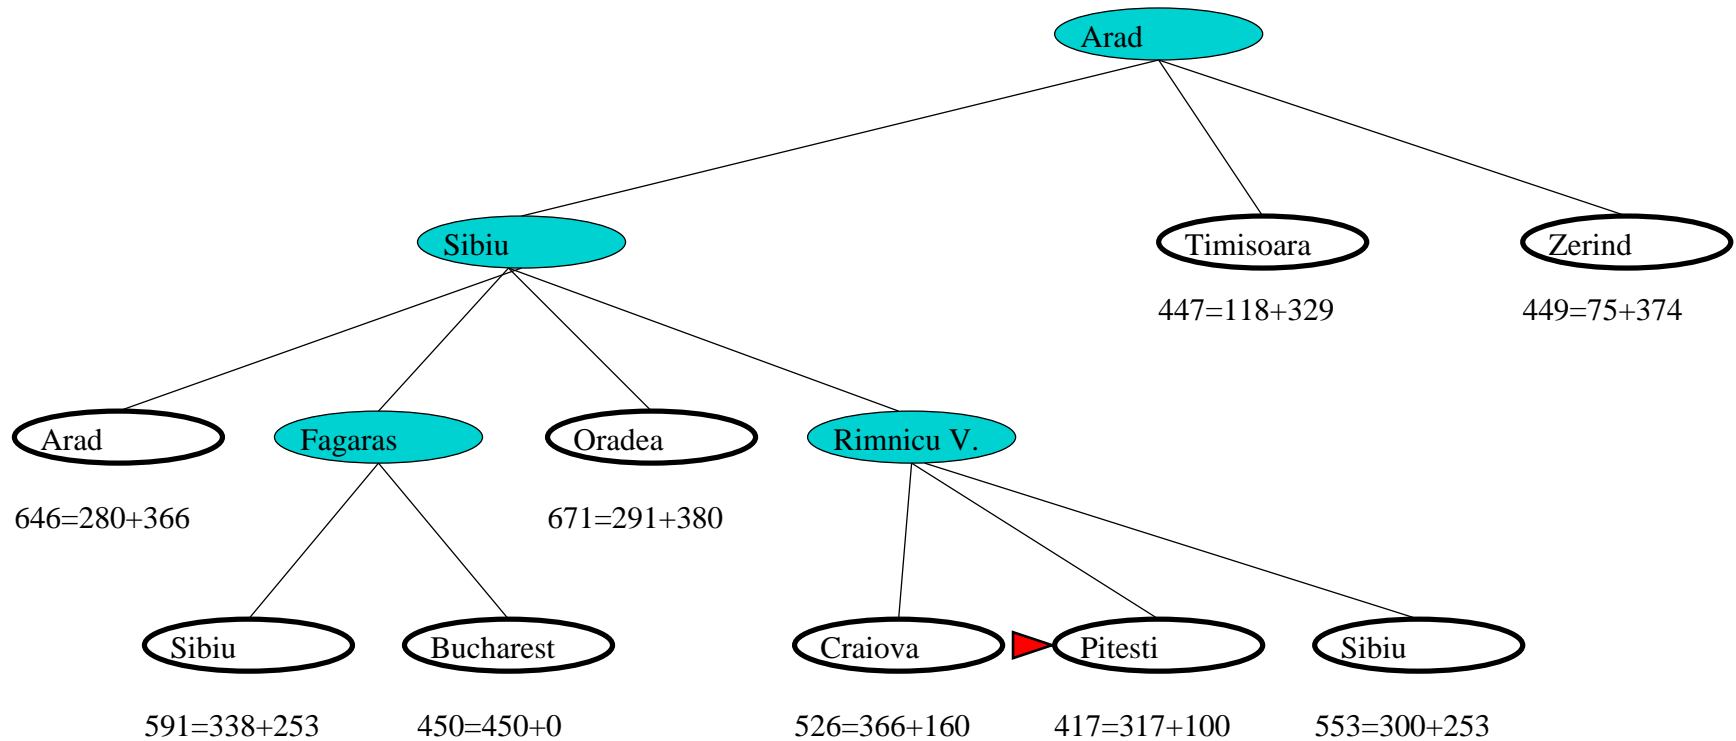 Arad
Sibiu
Timisoara
Zerind
447=118+329
449=75+374
Arad
Fagaras
Oradea
Rimnicu V.
646=280+366
671=291+380
Sibiu
Bucharest
Craiova
Pitesti
Sibiu
591=338+253
450=450+0
526=366+160
417=317+100
553=300+253